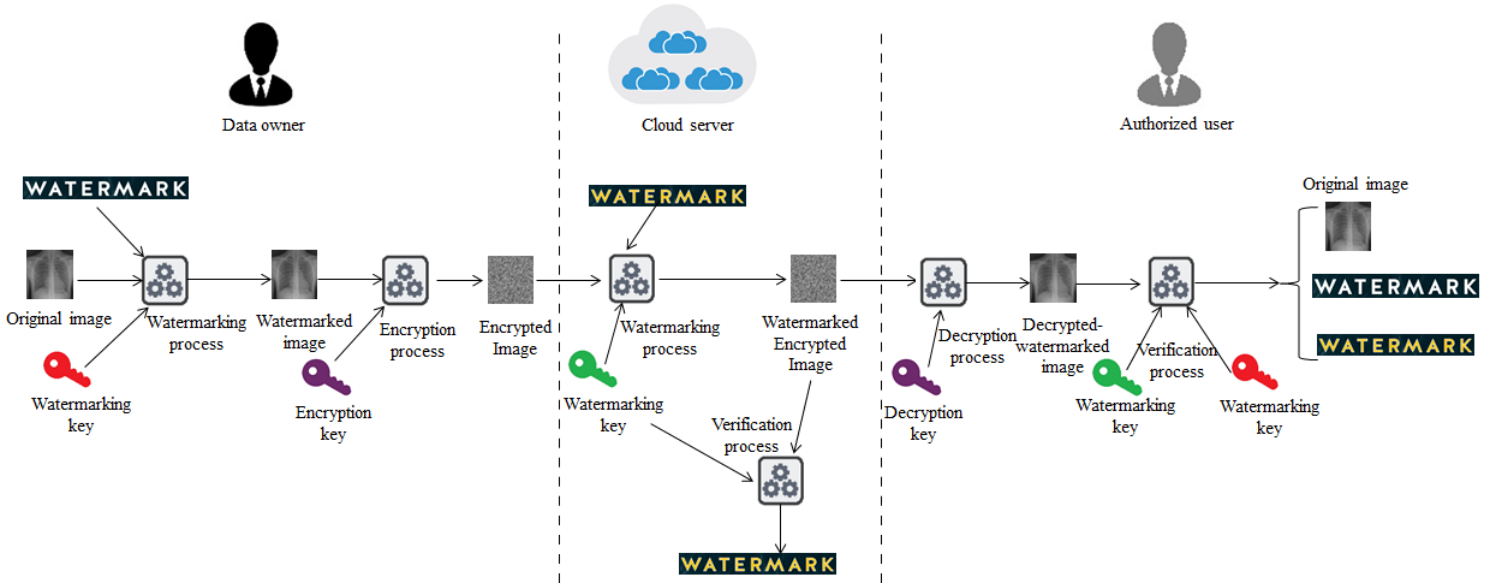 Data owner
Cloud server
Authorized user
WATERMARK
WATERMARK
Original image
WATERMARK
WATERMARK
Original image
Watermarking
process
Watermarked
image
Encryption
process
Encrypted
Image
Watermarking
process
Watermarked
Encrypted
Image
Decryption
process
Decrypted-
watermarked
image
Verification
process
Watermarking
key
Encryption
key
Watermarking
key
Decryption
key
Watermarking
key
Watermarking
key
Verification
process
WATERMARK